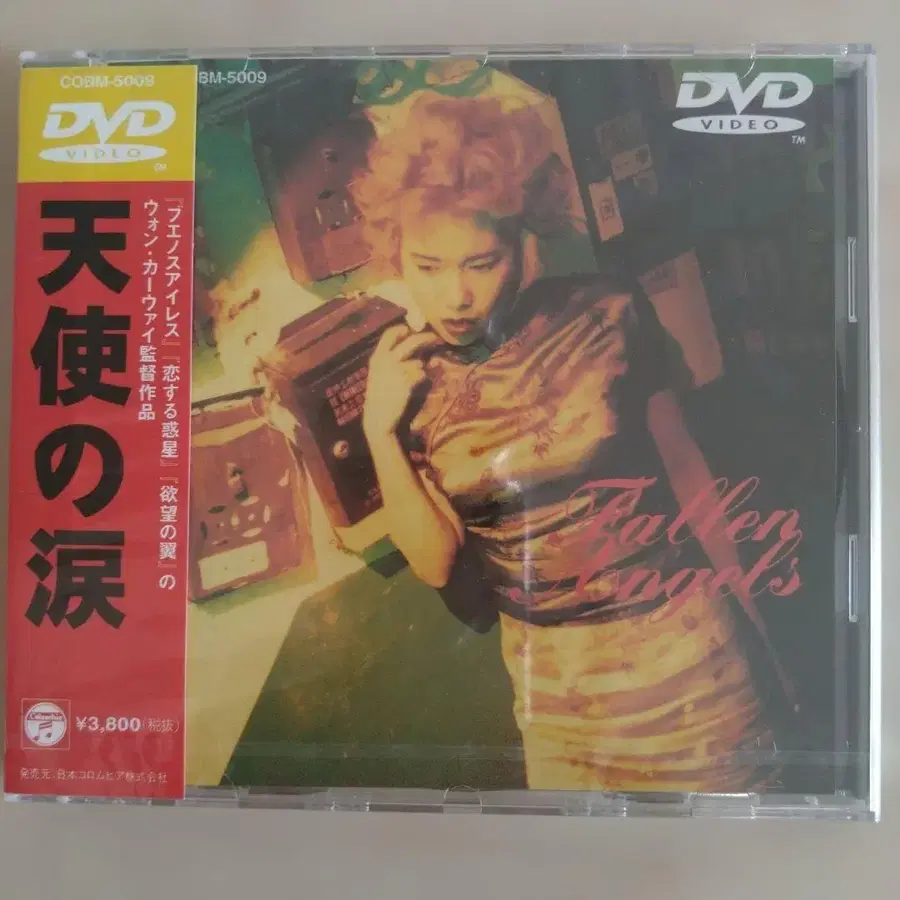 COBM-5009
DVD
VIDEO
TM
天使の涙
『ブエノスアイレス』『恋する惑星』『欲望の翼』の
ウォン・カーウァイ監督作品
¥3,800(税抜)
発売元:日本コロムビア株式会社
BM-5009
DVD
VIDEO
TM
Fallen
Angels